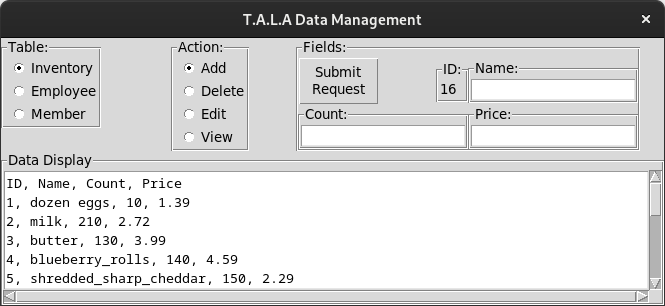 T.A.L.A Data Management
×
Table:
Inventory
Employee
Member
Action:
Add
Delete
Edit
View
Fields:
Submit
Request
ID:
16
Name:
Count:
Price:
Data Display
ID, Name, Count, Price
1, dozen eggs, 10, 1.39
2, milk, 210, 2.72
3, butter, 130, 3.99
4, blueberry_rolls, 140, 4.59
5, shredded_sharp_cheddar, 150, 2.29